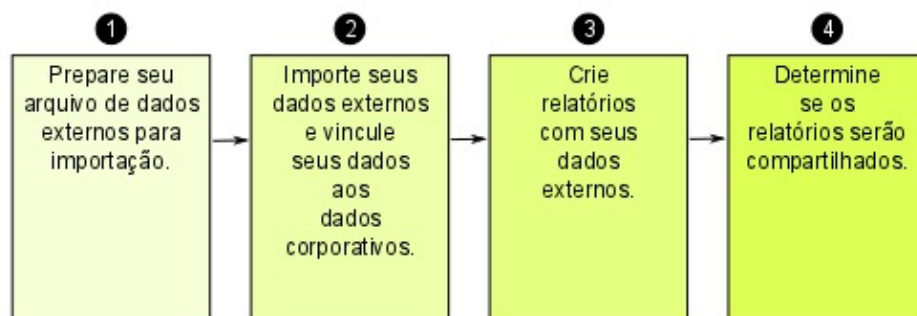 1
Prepare seu
arquivo de dados
externos para
importação.
2
Importe seus
dados externos
e vincule
seus dados
aos
dados
corporativos.
3
Crie
relatórios
com seus
dados
externos.
4
Determine
se os
relatórios serão
compartilhados.